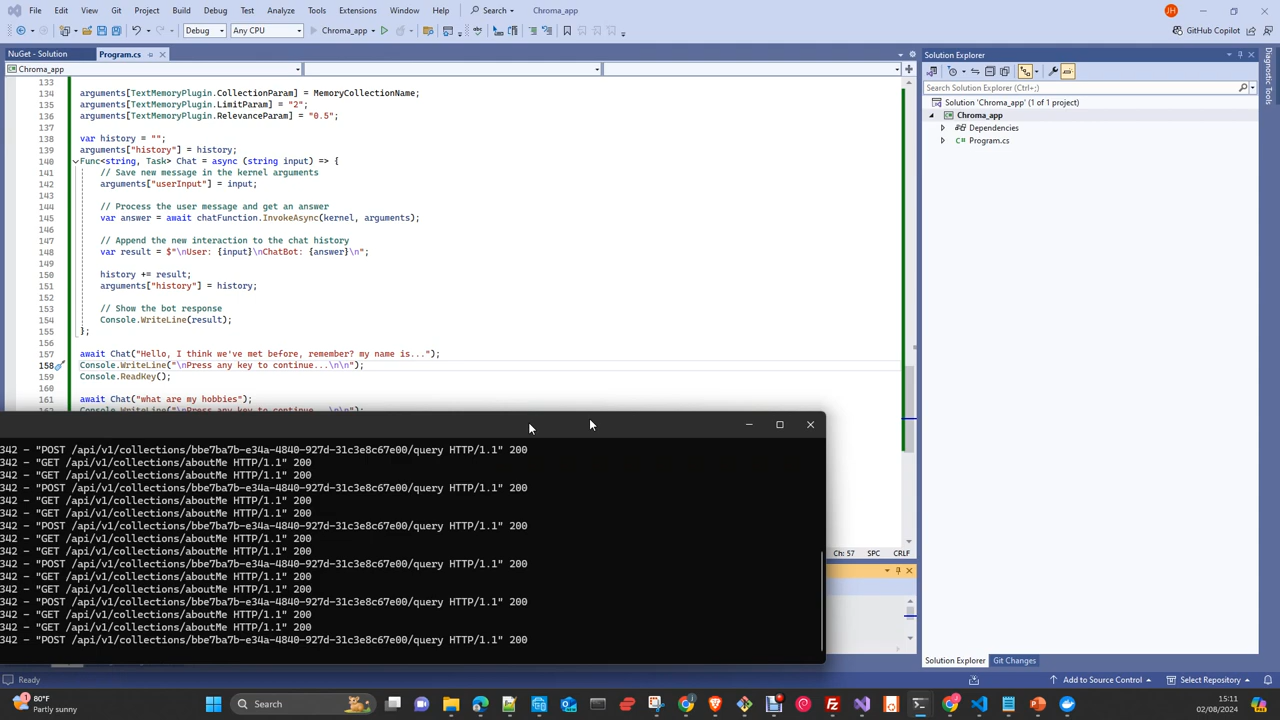 File Edit View Git Project Build Debug Test Analyze Tools Extensions Window Help Search Chroma_app JH
Debug Any CPU Chroma_app GitHub Copilot
NuGet - Solution Program.cs
Chroma_app
133
134 arguments[TextMemoryPlugin.CollectionParam] = MemoryCollectionName;
135 arguments[TextMemoryPlugin.LimitParam] = "2";
136 arguments[TextMemoryPlugin.RelevanceParam] = "0.5";
137
138 var history = "";
139 arguments["history"] = history;
140 Func<string, Task> Chat = async (string input) => {
141 // Save new message in the kernel arguments
142 arguments["userInput"] = input;
143
144 // Process the user message and get an answer
145 var answer = await chatFunction.InvokeAsync(kernel, arguments);
146
147 // Append the new interaction to the chat history
148 var result = $"\nUser: {input}\nChatBot: {answer}\n";
149
150 history += result;
151 arguments["history"] = history;
152
153 // Show the bot response
154 Console.WriteLine(result);
155 };
156
157 await Chat("Hello, I think we've met before, remember? my name is...");
158 Console.WriteLine("\nPress any key to continue...\n\n");
159 Console.ReadKey();
160
161 await Chat("what are my hobbies");
Console.WriteLine("\nPress any key to continue...\n\n");
342 - "POST /api/v1/collections/bbe7ba7b-e34a-4840-927d-31c3e8c67e00/query HTTP/1.1" 200
342 - "GET /api/v1/collections/aboutMe HTTP/1.1" 200
342 - "GET /api/v1/collections/aboutMe HTTP/1.1" 200
342 - "POST /api/v1/collections/bbe7ba7b-e34a-4840-927d-31c3e8c67e00/query HTTP/1.1" 200
342 - "GET /api/v1/collections/aboutMe HTTP/1.1" 200
342 - "GET /api/v1/collections/aboutMe HTTP/1.1" 200
342 - "POST /api/v1/collections/bbe7ba7b-e34a-4840-927d-31c3e8c67e00/query HTTP/1.1" 200
342 - "GET /api/v1/collections/aboutMe HTTP/1.1" 200
342 - "GET /api/v1/collections/aboutMe HTTP/1.1" 200
342 - "POST /api/v1/collections/bbe7ba7b-e34a-4840-927d-31c3e8c67e00/query HTTP/1.1" 200
342 - "GET /api/v1/collections/aboutMe HTTP/1.1" 200
342 - "GET /api/v1/collections/aboutMe HTTP/1.1" 200
342 - "POST /api/v1/collections/bbe7ba7b-e34a-4840-927d-31c3e8c67e00/query HTTP/1.1" 200
342 - "GET /api/v1/collections/aboutMe HTTP/1.1" 200
342 - "GET /api/v1/collections/aboutMe HTTP/1.1" 200
342 - "POST /api/v1/collections/bbe7ba7b-e34a-4840-927d-31c3e8c67e00/query HTTP/1.1" 200
Ch: 57 SPC CRLF
Solution Explorer
Search Solution Explorer (Ctrl+;)
Solution 'Chroma_app' (1 of 1 project)
Chroma_app
Dependencies
C# Program.cs
Diagnostic Tools
Solution Explorer Git Changes
Ready Add to Source Control Select Repository
80°F
Partly sunny
Search
15:11
02/08/2024